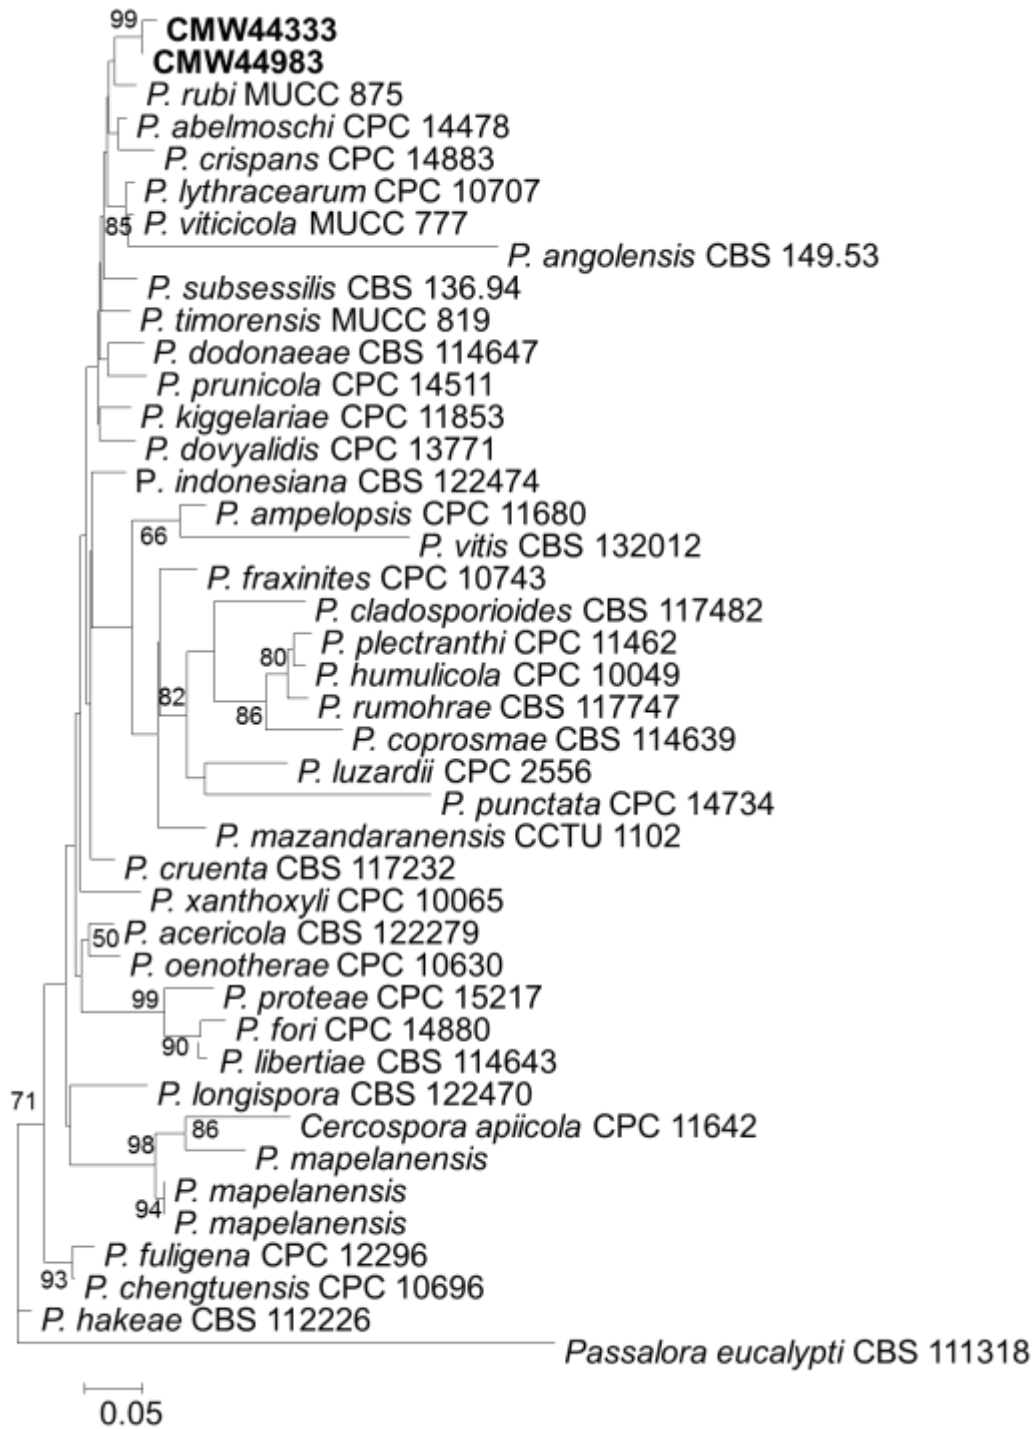 99
CMW44333
CMW44983
P. rubi MUCC 875
P. abelmoschi CPC 14478
P. crispans CPC 14883
P. lythracearum CPC 10707
85
P. viticicola MUCC 777
P. angolensis CBS 149.53
P. subsessilis CBS 136.94
P. timorensis MUCC 819
P. dodonaeae CBS 114647
P. prunicola CPC 14511
P. kiggelariae CPC 11853
P. dovyalidis CPC 13771
P. indonesiana CBS 122474
P. ampelopsis CPC 11680
66
P. vitis CBS 132012
P. fraxinites CPC 10743
P. cladosporioides CBS 117482
P. plectranthi CPC 11462
80
P. humulicola CPC 10049
82
P. rumohrae CBS 117747
86
P. coprosmae CBS 114639
P. luzardii CPC 2556
P. punctata CPC 14734
P. mazandaranensis CCTU 1102
P. cruenta CBS 117232
P. xanthoxyli CPC 10065
50 P. acericola CBS 122279
P. oenotherae CPC 10630
99
P. proteae CPC 15217
P. fori CPC 14880
90
P. libertiae CBS 114643
P. longispora CBS 122470
71
86
Cercospora apiicola CPC 11642
98
P. mapelanensis
P. mapelanensis
94
P. mapelanensis
P. fuligena CPC 12296
93
P. chengtuensis CPC 10696
P. hakeae CBS 112226
Passalora eucalypti CBS 111318
0.05